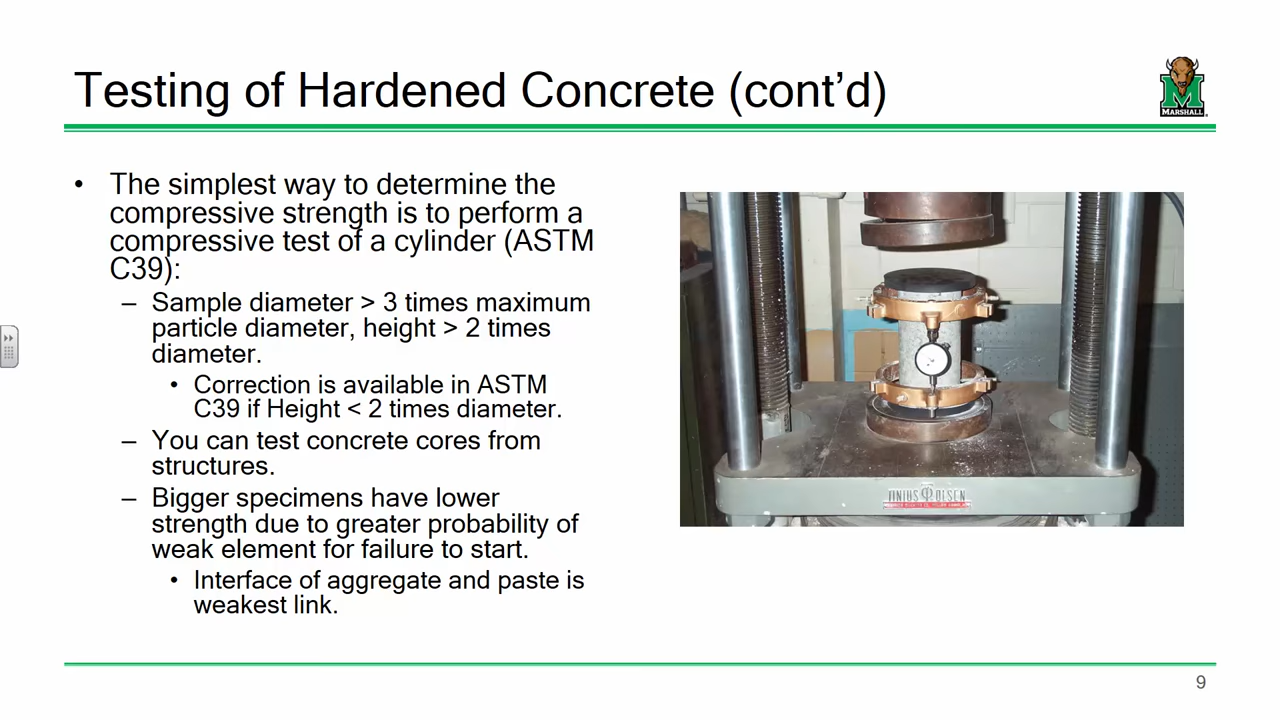 Testing of Hardened Concrete (cont’d)
MARSHALL
• The simplest way to determine the
compressive strength is to perform a
compressive test of a cylinder (ASTM
C39):
– Sample diameter > 3 times maximum
particle diameter, height > 2 times
diameter.
• Correction is available in ASTM
C39 if Height < 2 times diameter.
– You can test concrete cores from
structures.
– Bigger specimens have lower
strength due to greater probability of
weak element for failure to start.
• Interface of aggregate and paste is
weakest link.
TINIUS OLSEN
9